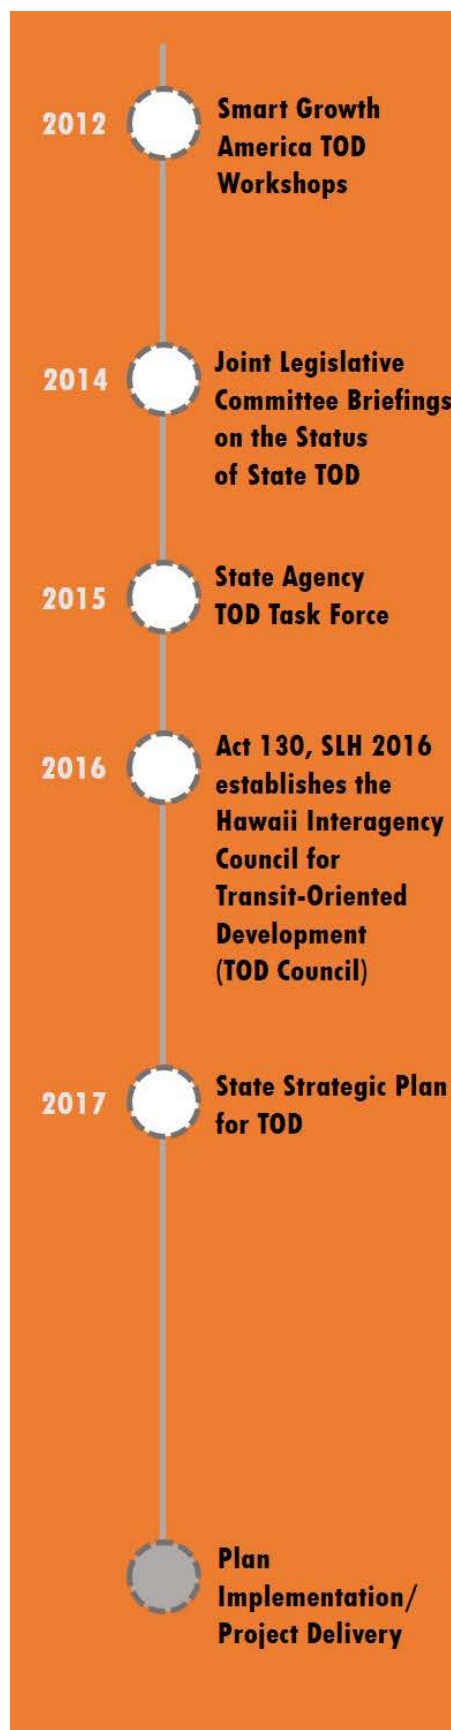 2012
Smart Growth
America TOD
Workshops
2014
Joint Legislative
Committee Briefings
on the Status
of State TOD
2015
State Agency
TOD Task Force
2016
Act 130, SLH 2016
establishes the
Hawaii Interagency
Council for
Transit-Oriented
Development
(TOD Council)
2017
State Strategic Plan
for TOD
Plan
Implementation/
Project Delivery